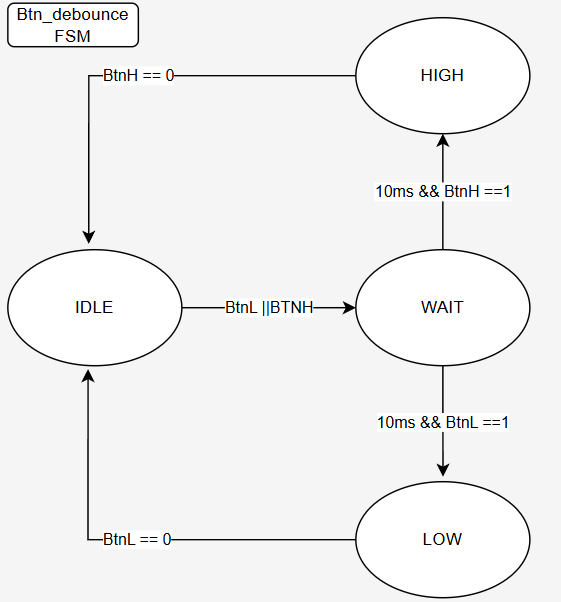 Btn_debounce
FSM
BtnH == 0
HIGH
10ms && BtnH ==1
IDLE
BtnL ||BTNH
WAIT
10ms && BtnL ==1
BtnL == 0
LOW